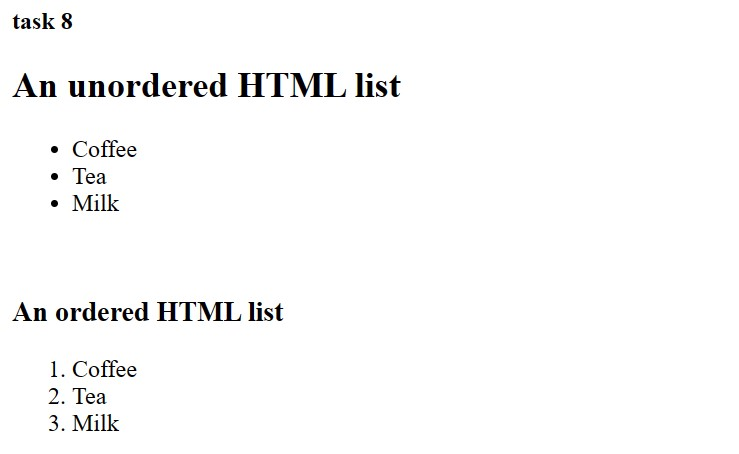 task 8
An unordered HTML list
• Coffee
• Tea
• Milk
An ordered HTML list
1. Coffee
2. Tea
3. Milk